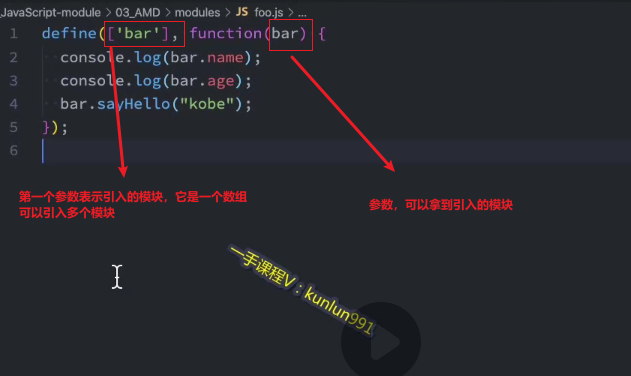 _JavaScript-module > 03_AMD > modules > JS foo.js > ...
1 define(['bar'], function(bar) {
2 console.log(bar.name);
3 console.log(bar.age);
4 bar.sayHello("kobe");
5 });
6
第一个参数表示引入的模块，它是一个数组
可以引入多个模块
参数，可以拿到引入的模块
一手课程V：kunlun991